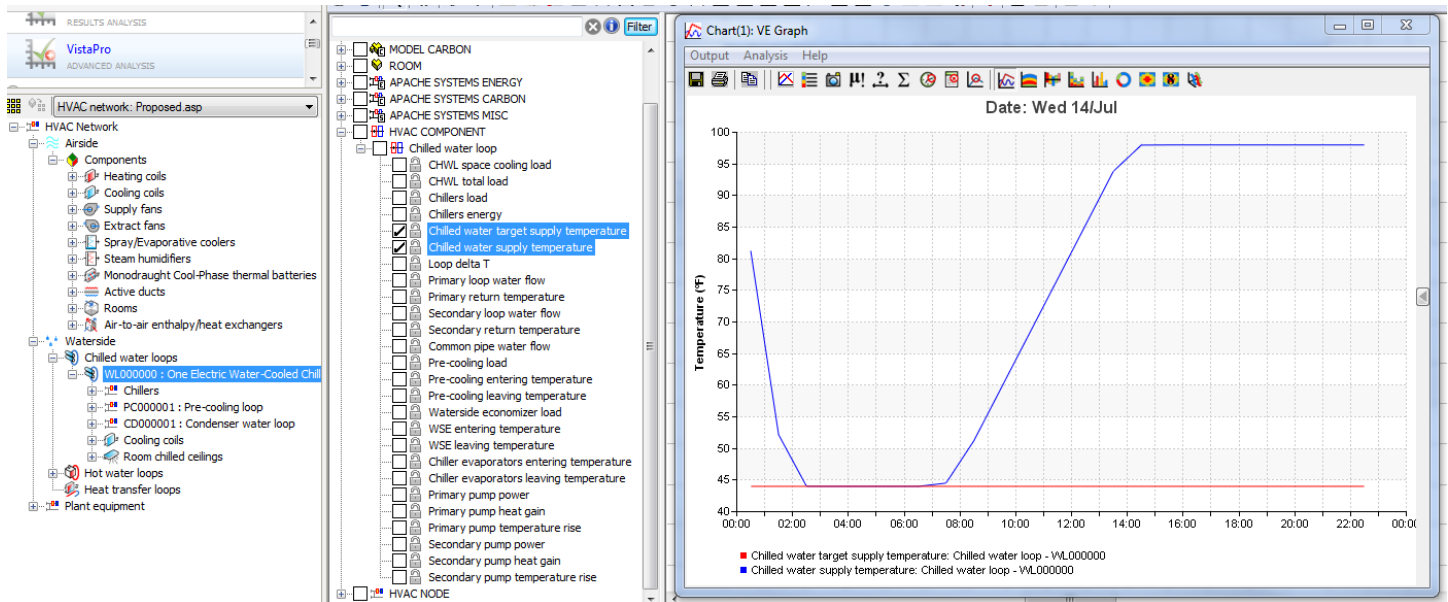 RESULTS ANALYSIS
VistaPro
ADVANCED ANALYSIS
HVAC network: Proposed.asp
HVAC Network
Airside
Components
Heating coils
Cooling coils
Supply fans
Extract fans
Spray/Evaporative coolers
Steam humidifiers
Monodraught Cool-Phase thermal batteries
Active ducts
Rooms
Air-to-air enthalpy/heat exchangers
Waterside
Chilled water loops
WL000000 : One Electric Water-Cooled Chill
Chillers
PC000001 : Pre-cooling loop
CD000001 : Condenser water loop
Cooling coils
Room chilled ceilings
Hot water loops
Heat transfer loops
Plant equipment
Filter
MODEL CARBON
ROOM
APACHE SYSTEMS ENERGY
APACHE SYSTEMS CARBON
APACHE SYSTEMS MISC
HVAC COMPONENT
Chilled water loop
CHWL space cooling load
CHWL total load
Chillers load
Chillers energy
Chilled water target supply temperature
Chilled water supply temperature
Loop delta T
Primary loop water flow
Primary return temperature
Secondary loop water flow
Secondary return temperature
Common pipe water flow
Pre-cooling load
Pre-cooling entering temperature
Pre-cooling leaving temperature
Waterside economizer load
WSE entering temperature
WSE leaving temperature
Chiller evaporators entering temperature
Chiller evaporators leaving temperature
Primary pump power
Primary pump heat gain
Primary pump temperature rise
Secondary pump power
Secondary pump heat gain
Secondary pump temperature rise
HVAC NODE
Chart(1): VE Graph
Output Analysis Help
Date: Wed 14/Jul
100
95
90
85
80
75
70
65
60
55
50
45
40
Temperature (°F)
00:00 02:00 04:00 06:00 08:00 10:00 12:00 14:00 16:00 18:00 20:00 22:00 00:00
Chilled water target supply temperature: Chilled water loop - WL000000
Chilled water supply temperature: Chilled water loop - WL000000